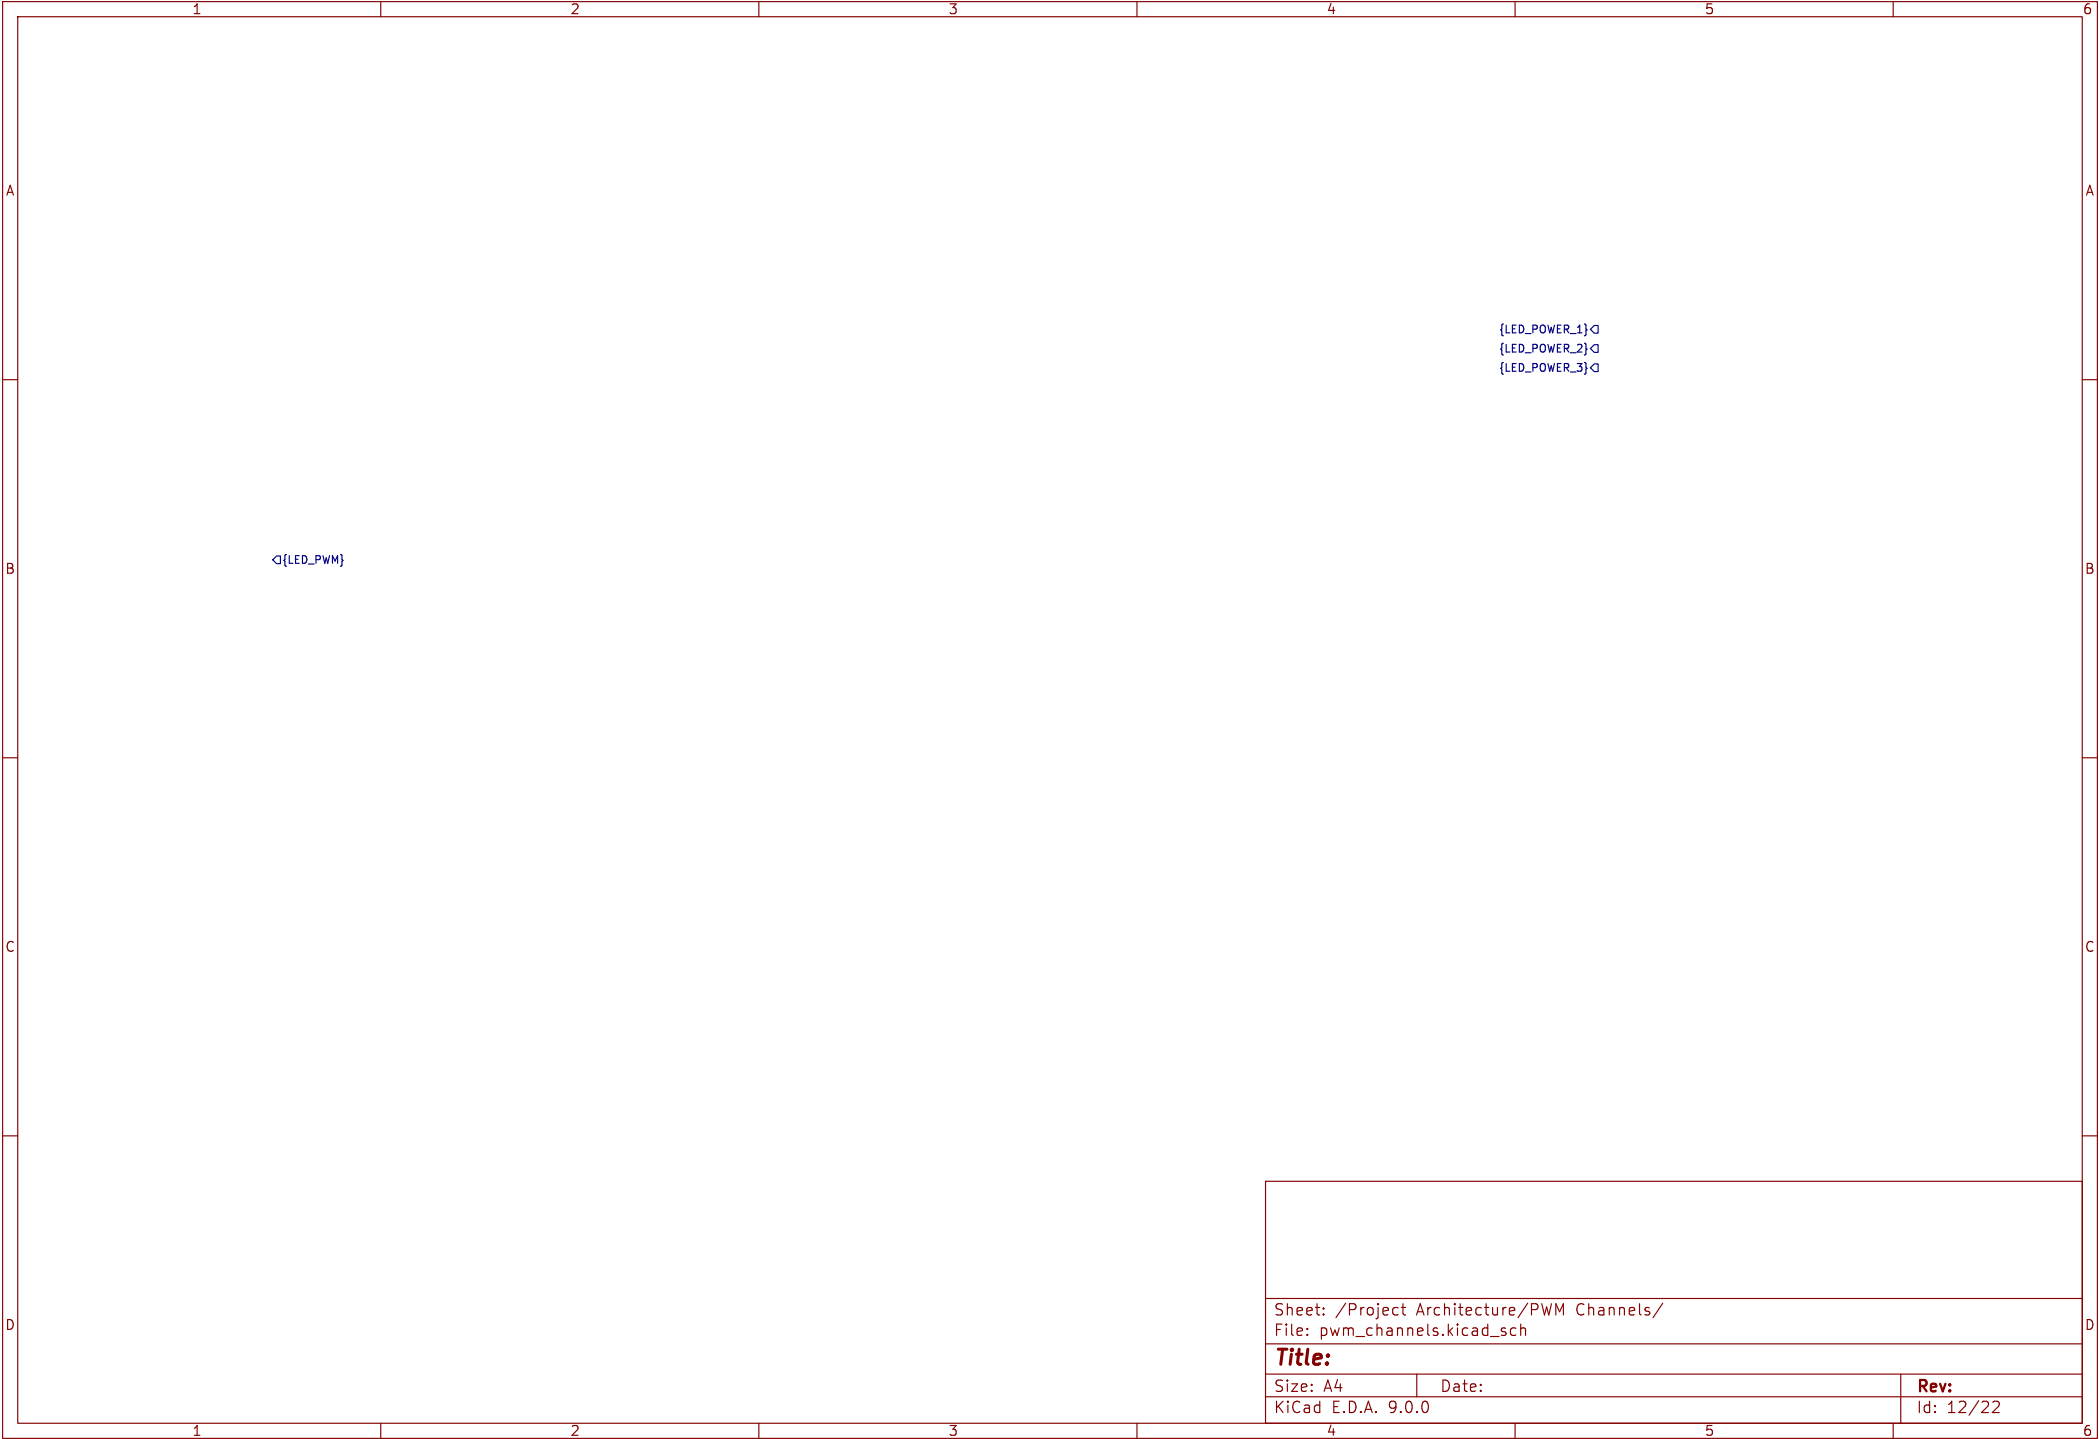 1 2 3 4 5 6
A A
{LED_POWER_1}
{LED_POWER_2}
{LED_POWER_3}
{LED_PWM}
B B
C C
Sheet: /Project Architecture/PWM Channels/
File: pwm_channels.kicad_sch
D D
Title:
Size: A4 Date: Rev:
KiCad E.D.A. 9.0.0 Id: 12/22
1 2 3 4 5 6